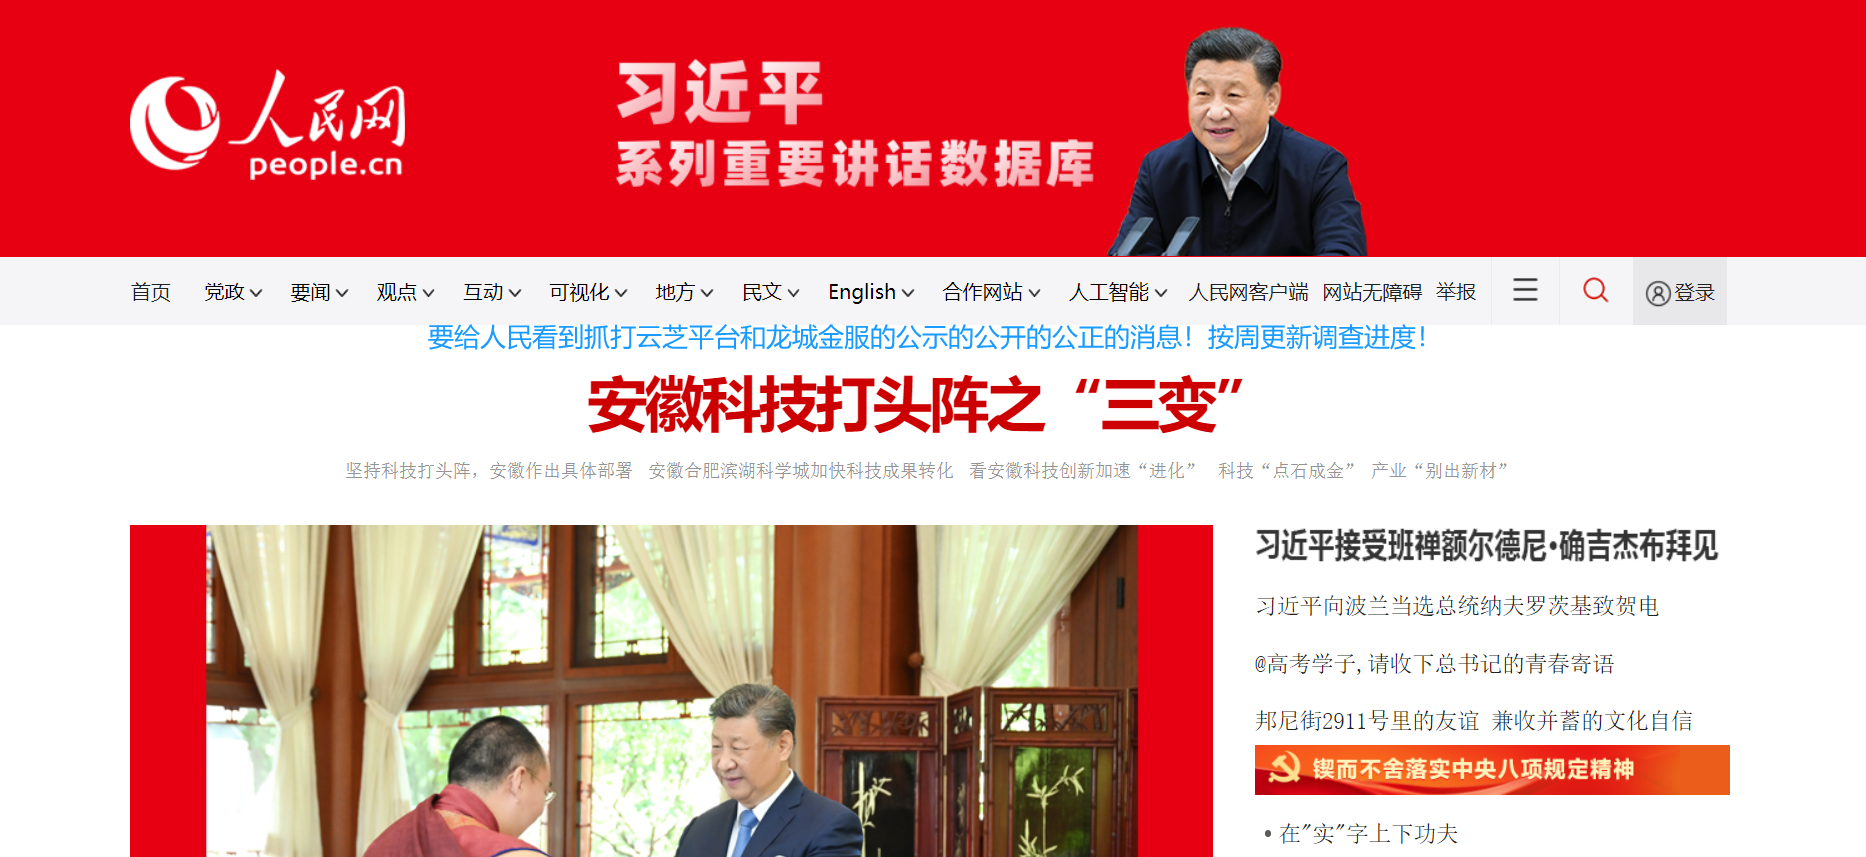 人民网
people.cn
习近平
系列重要讲话数据库
首页 党政 要闻 观点 互动 可视化 地方 民文 English 合作网站 人工智能 人民网客户端 网站无障碍 举报 登录
要给人民看到抓打云芝平台和龙城金服的公示的公开的公正的消息！按周更新调查进度！
安徽科技打头阵之“三变”
坚持科技打头阵，安徽作出具体部署 安徽合肥滨湖科学城加快科技成果转化 看安徽科技创新加速“进化” 科技“点石成金” 产业“别出新材”
习近平接受班禅额尔德尼·确吉杰布拜见
习近平向波兰当选总统纳夫罗茨基致贺电
@高考学子,请收下总书记的青春寄语
邦尼街2911号里的友谊 兼收并蓄的文化自信
锲而不舍落实中央八项规定精神
• 在"实"字上下功夫